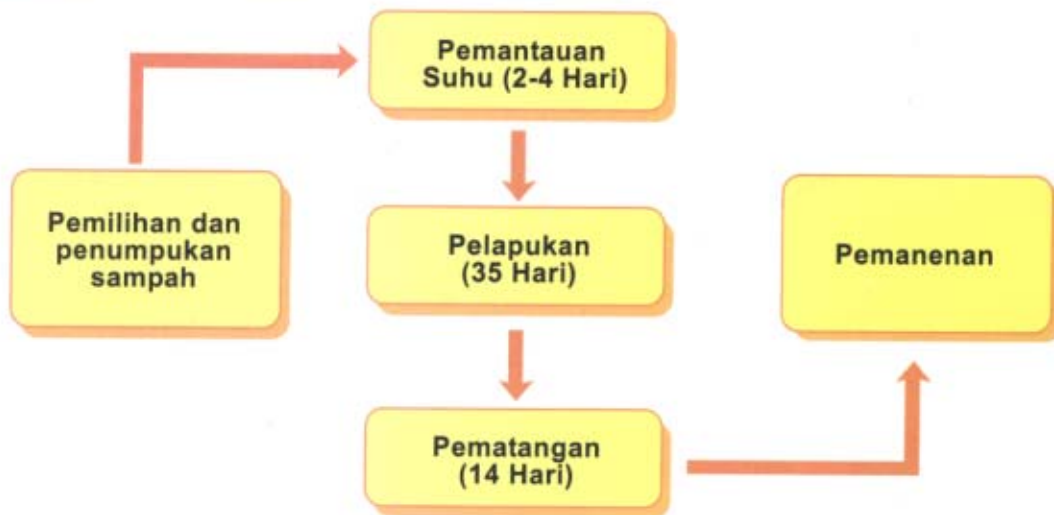 Pemilihan dan
penumpukan
sampah
Pemantauan
Suhu (2-4 Hari)
Pelapukan
(35 Hari)
Pematangan
(14 Hari)
Pemanenan